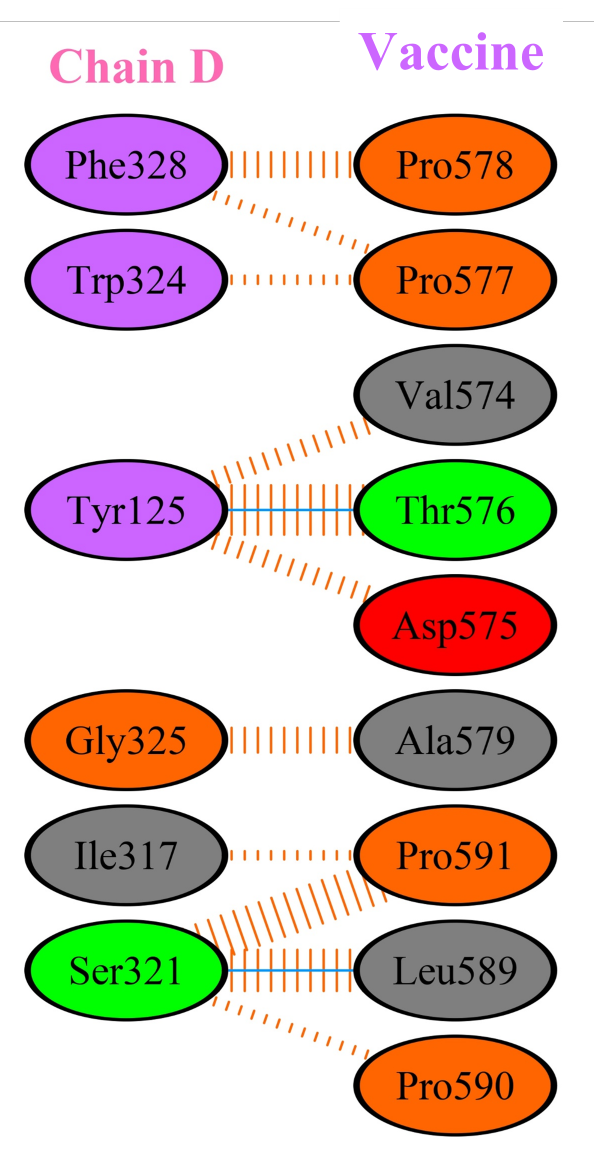 Chain D Vaccine
Phe328 Pro578
Trp324 Pro577
Val574
Tyr125 Thr576
Asp575
Gly325 Ala579
Ile317 Pro591
Ser321 Leu589
Pro590